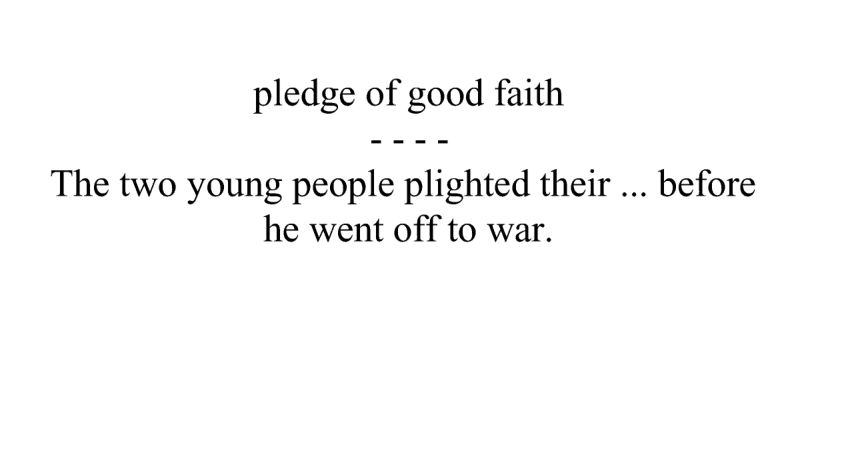 pledge of good faith
- - - -
The two young people plighted their ... before
he went off to war.